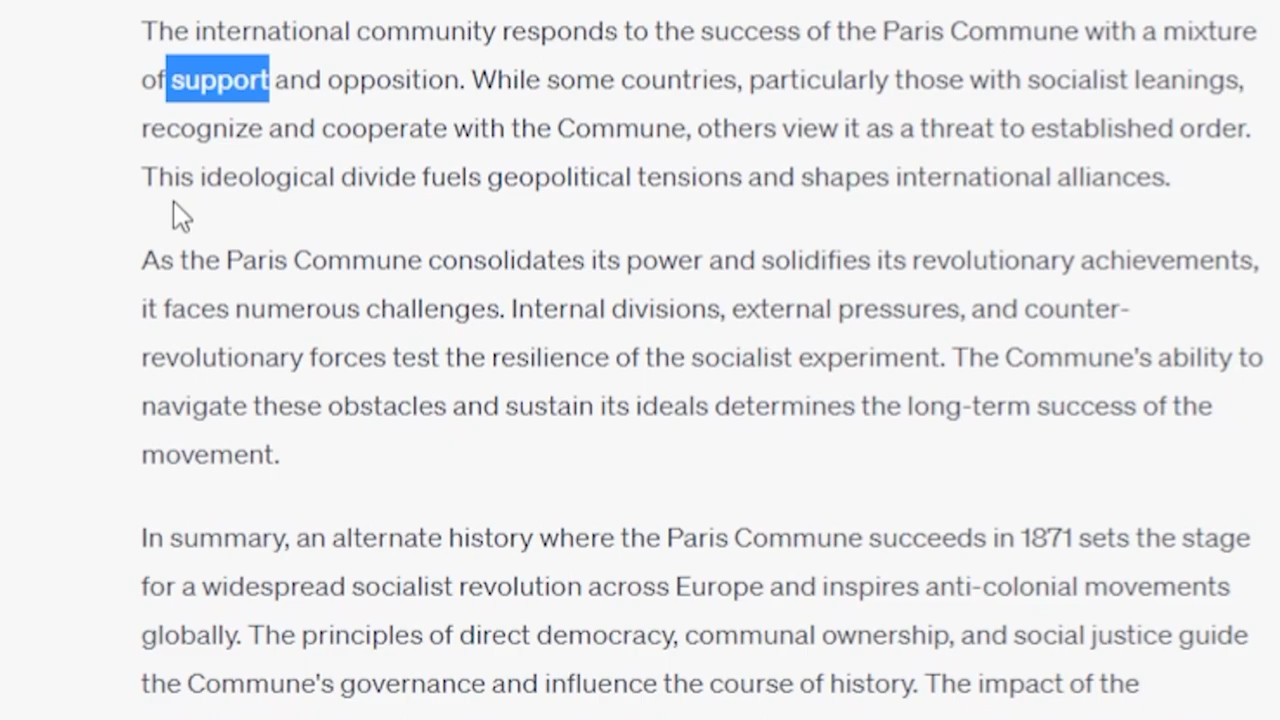 The international community responds to the success of the Paris Commune with a mixture
of support and opposition. While some countries, particularly those with socialist leanings,
recognize and cooperate with the Commune, others view it as a threat to established order.
This ideological divide fuels geopolitical tensions and shapes international alliances.
As the Paris Commune consolidates its power and solidifies its revolutionary achievements,
it faces numerous challenges. Internal divisions, external pressures, and counter-
revolutionary forces test the resilience of the socialist experiment. The Commune's ability to
navigate these obstacles and sustain its ideals determines the long-term success of the
movement.
In summary, an alternate history where the Paris Commune succeeds in 1871 sets the stage
for a widespread socialist revolution across Europe and inspires anti-colonial movements
globally. The principles of direct democracy, communal ownership, and social justice guide
the Commune's governance and influence the course of history. The impact of the